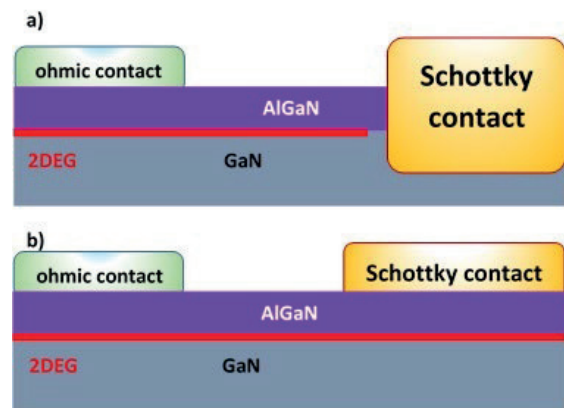 a)
ohmic contact
Schottky
contact
AlGaN
2DEG GaN
b)
ohmic contact Schottky contact
AlGaN
2DEG GaN